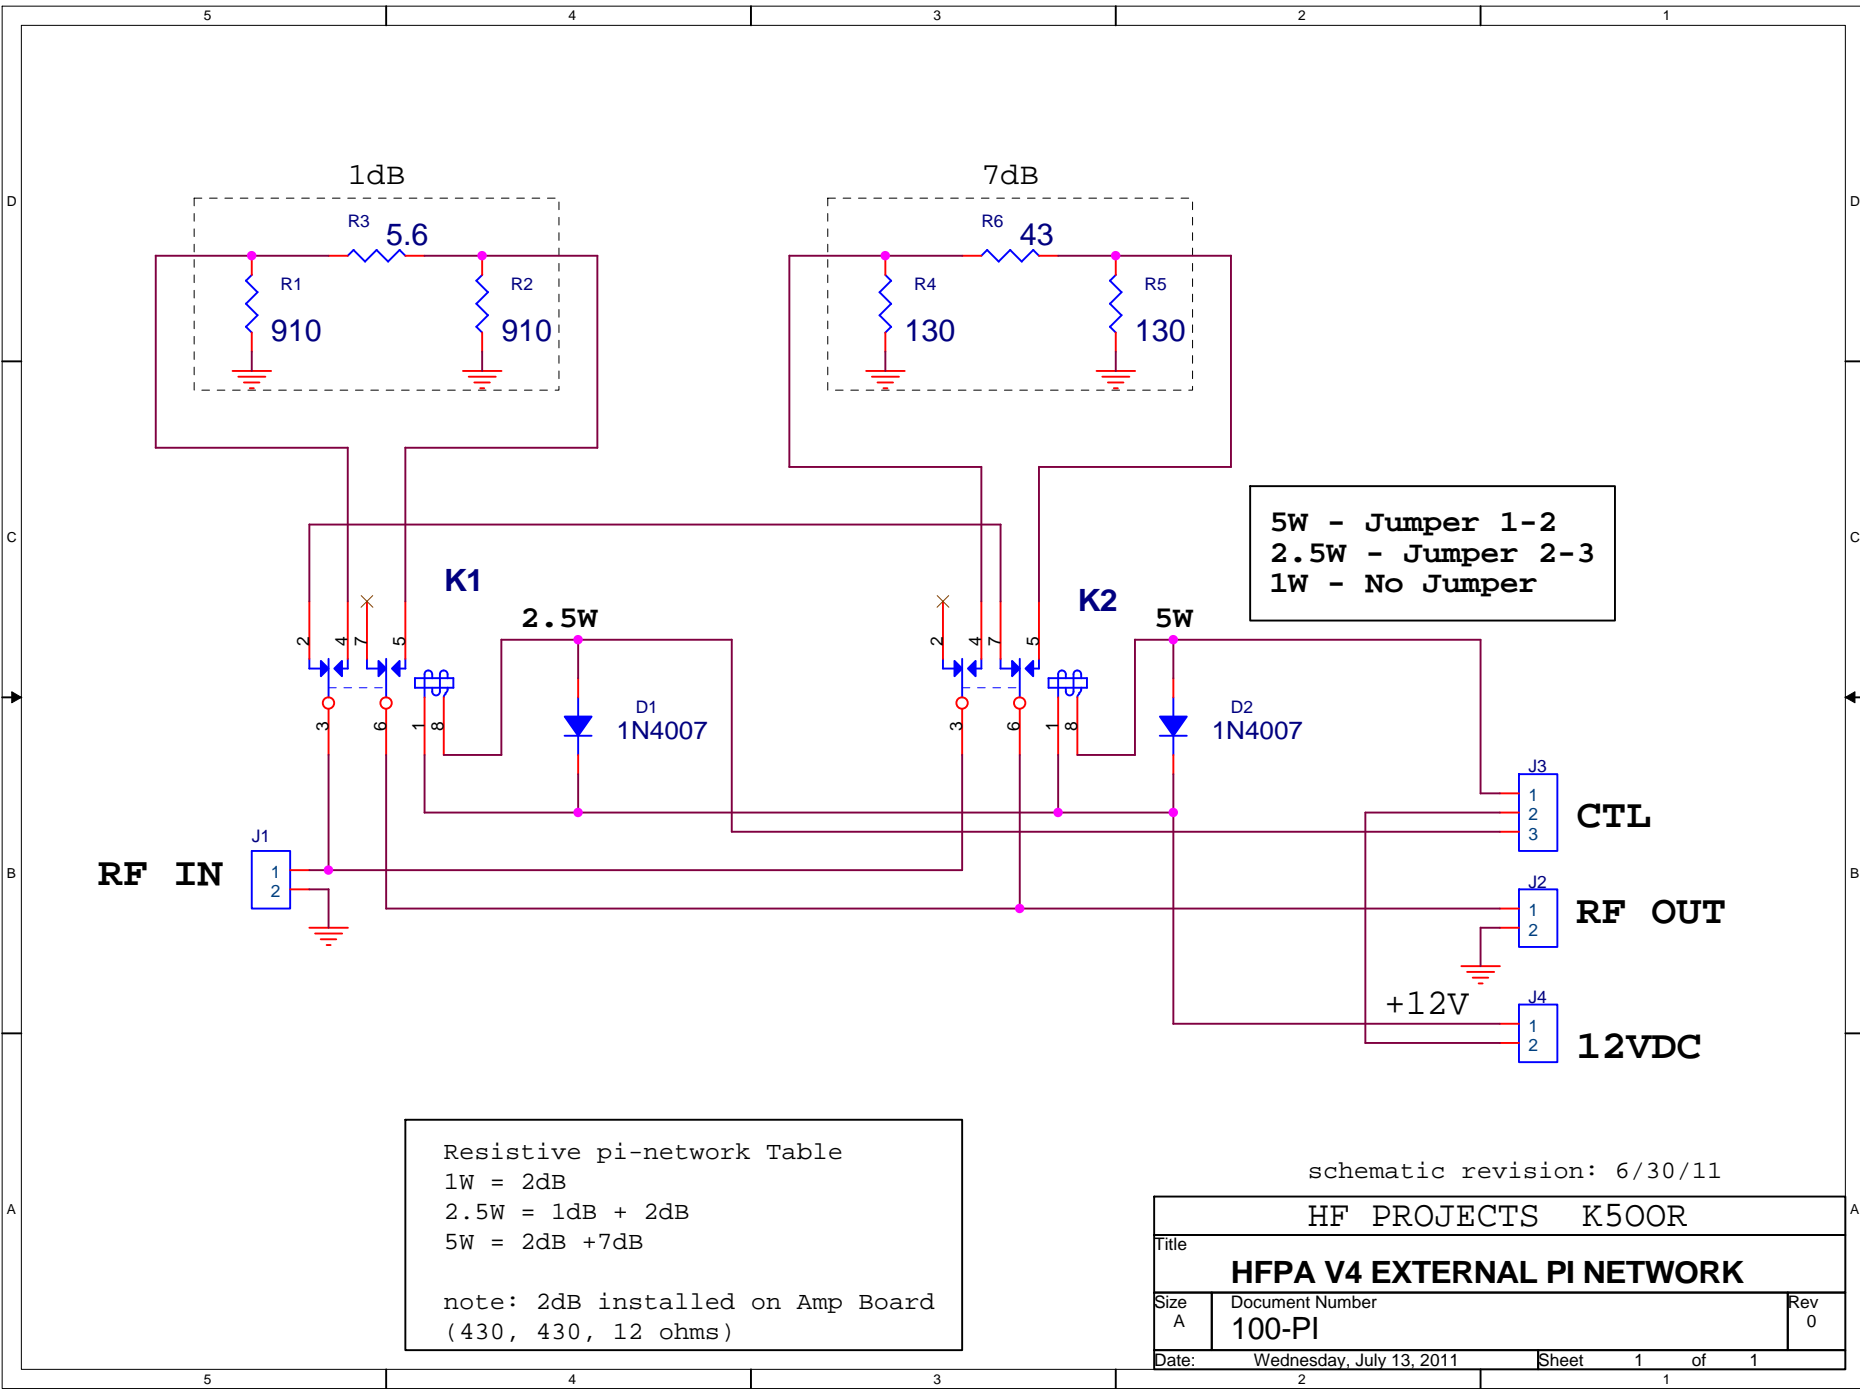 5 4 3 2 1
D D
C C
B B
A A
1dB
R3 5.6
R1
910
R2
910
7dB
R6 43
R4
130
R5
130
5W - Jumper 1-2
2.5W - Jumper 2-3
1W - No Jumper
K1
2 4 7 5
3 6 1 8
2.5W
D1
1N4007
K2
2 4 7 5
3 6 1 8
5W
D2
1N4007
J3
1
2
3
CTL
J1
RF IN
1
2
J2
1
2
RF OUT
+12V
J4
1
2
12VDC
Resistive pi-network Table
1W = 2dB
2.5W = 1dB + 2dB
5W = 2dB +7dB
note: 2dB installed on Amp Board
(430, 430, 12 ohms)
schematic revision: 6/30/11
HF PROJECTS K5OOR
Title
HFPA V4 EXTERNAL PI NETWORK
Size
A
Document Number
100-PI
Rev
0
Date: Wednesday, July 13, 2011 Sheet 1 of 1
5 4 3 2 1